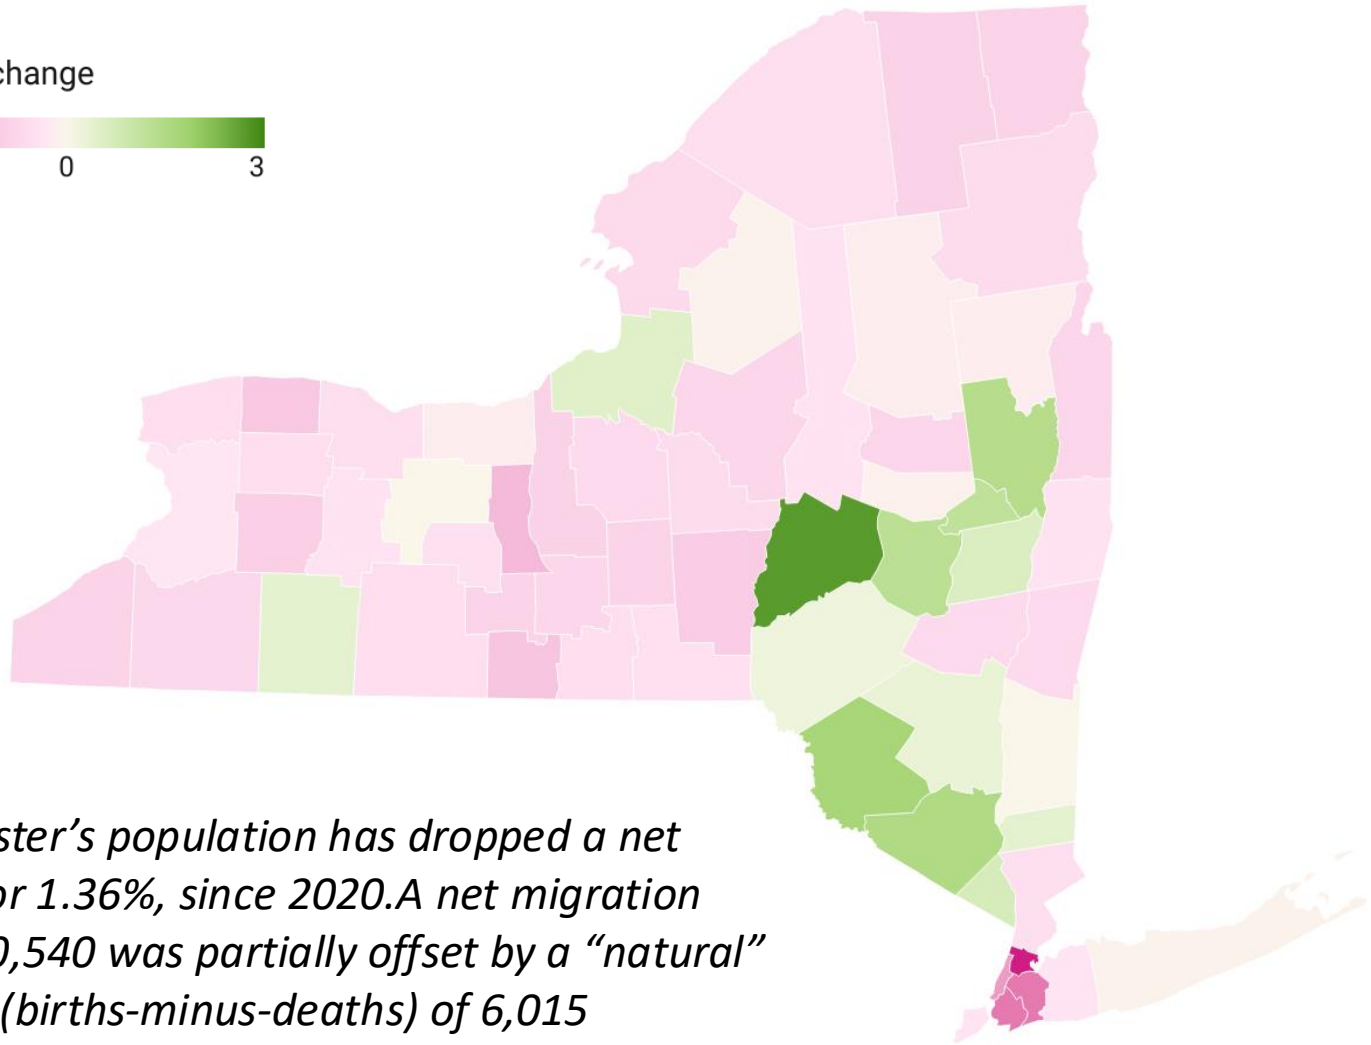 change
0 3
ster’s population has dropped a net
or 1.36%, since 2020.A net migration
0,540 was partially offset by a “natural”
(births-minus-deaths) of 6,015